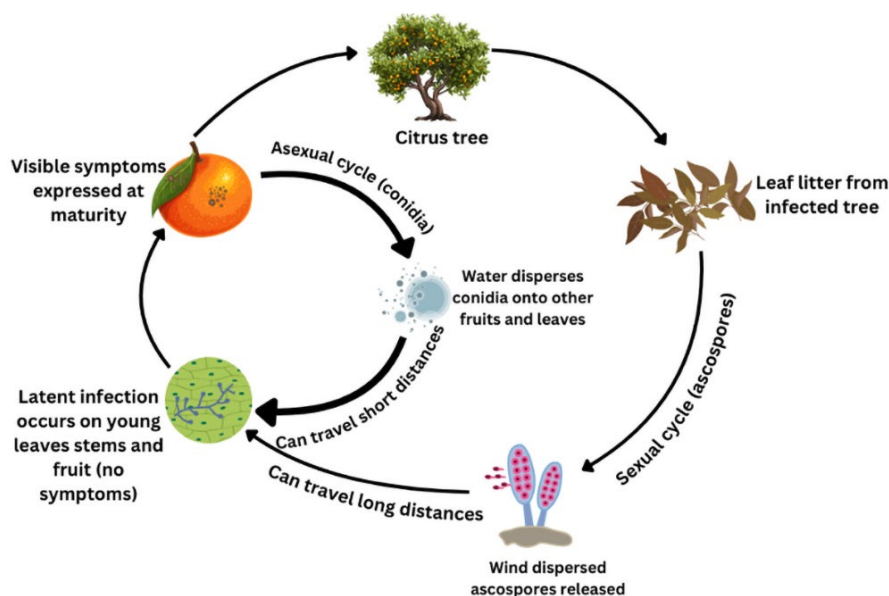 Citrus tree
Leaf litter from
infected tree
Sexual cycle (ascospores)
Wind dispersed
ascospores released
Can travel long distances
Latent infection
occurs on young
leaves stems and
fruit (no
symptoms)
Visible symptoms
expressed at
maturity
Asexual cycle (conidia)
Water disperses
conidia onto other
fruits and leaves
Can travel short distances